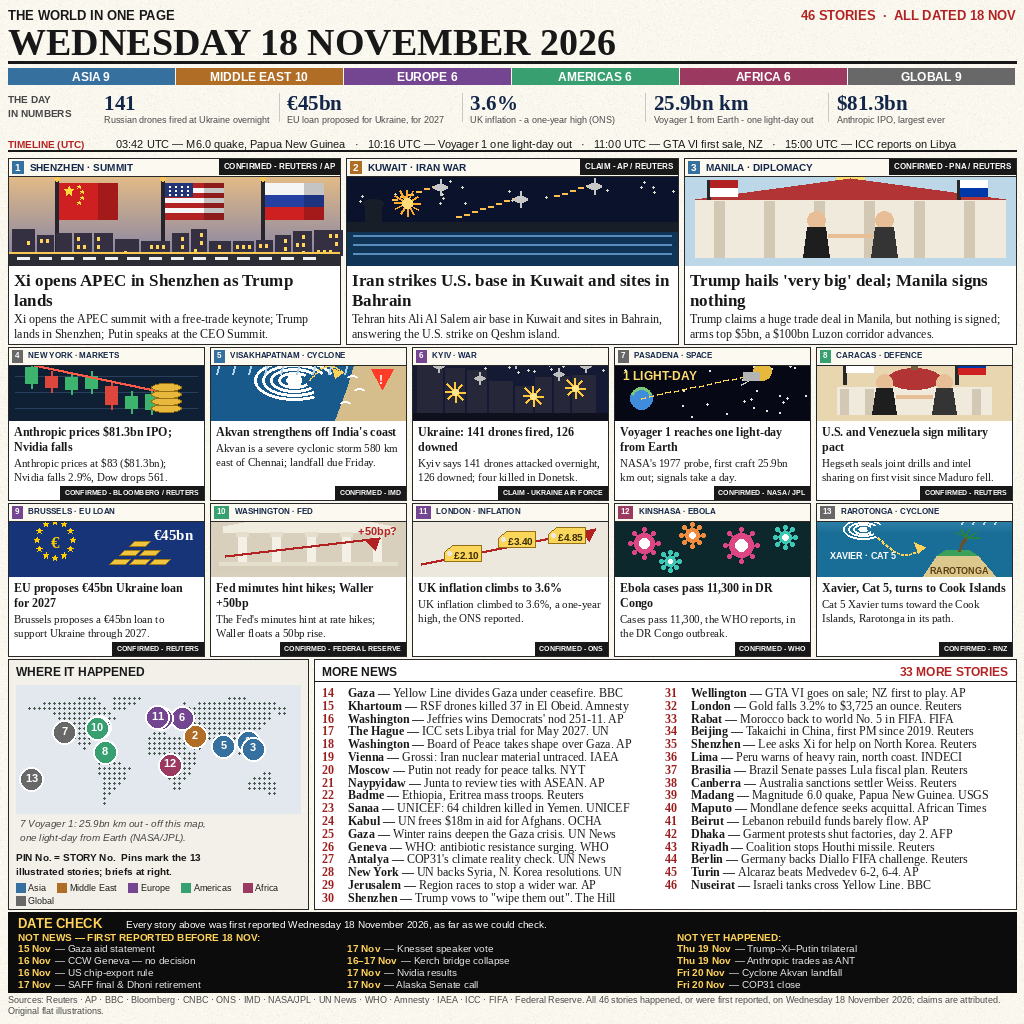 THE WORLD IN ONE PAGE
46 STORIES · ALL DATED 18 NOV
WEDNESDAY 18 NOVEMBER 2026
ASIA 9
MIDDLE EAST 10
EUROPE 6
AMERICAS 6
AFRICA 6
GLOBAL 9
THE DAY
IN NUMBERS
141
Russian drones fired at Ukraine overnight
€45bn
EU loan proposed for Ukraine, for 2027
3.6%
UK inflation - a one-year high (ONS)
25.9bn km
Voyager 1 from Earth - one light-day out
$81.3bn
Anthropic IPO, largest ever
TIMELINE (UTC)
03:42 UTC — M6.0 quake, Papua New Guinea · 10:16 UTC — Voyager 1 one light-day out · 11:00 UTC — GTA VI first sale, NZ · 15:00 UTC — ICC reports on Libya
1 SHENZHEN · SUMMIT
CONFIRMED - REUTERS / AP
Xi opens APEC in Shenzhen as Trump
lands
Xi opens the APEC summit with a free-trade keynote; Trump
lands in Shenzhen; Putin speaks at the CEO Summit.
2 KUWAIT · IRAN WAR
CLAIM - AP / REUTERS
Iran strikes U.S. base in Kuwait and sites in
Bahrain
Tehran hits Ali Al Salem air base in Kuwait and sites in Bahrain,
answering the U.S. strike on Qeshm island.
3 MANILA · DIPLOMACY
CONFIRMED - PNA / REUTERS
Trump hails 'very big' deal; Manila signs
nothing
Trump claims a huge trade deal in Manila, but nothing is signed;
arms top $5bn, a $100bn Luzon corridor advances.
4 NEW YORK · MARKETS
Anthropic prices $81.3bn IPO;
Nvidia falls
Anthropic prices at $83 ($81.3bn);
Nvidia falls 2.9%, Dow drops 561.
CONFIRMED - BLOOMBERG / REUTERS
5 VISAKHAPATNAM · CYCLONE
!
Akvan strengthens off India's coast
Akvan is a severe cyclonic storm 580 km
east of Chennai; landfall due Friday.
CONFIRMED - IMD
6 KYIV · WAR
Ukraine: 141 drones fired, 126
downed
Kyiv says 141 drones attacked overnight,
126 downed; four killed in Donetsk.
CLAIM - UKRAINE AIR FORCE
7 PASADENA · SPACE
1 LIGHT-DAY
Voyager 1 reaches one light-day
from Earth
NASA's 1977 probe, first craft 25.9bn
km out; signals take a day.
CONFIRMED - NASA / JPL
8 CARACAS · DEFENCE
U.S. and Venezuela sign military
pact
Hegseth seals joint drills and intel
sharing on first visit since Maduro fell.
CONFIRMED - REUTERS
9 BRUSSELS · EU LOAN
€
€45bn
EU proposes €45bn Ukraine loan
for 2027
Brussels proposes a €45bn loan to
support Ukraine through 2027.
CONFIRMED - REUTERS
10 WASHINGTON · FED
+50bp?
Fed minutes hint hikes; Waller
+50bp
The Fed's minutes hint at rate hikes;
Waller floats a 50bp rise.
CONFIRMED - FEDERAL RESERVE
11 LONDON · INFLATION
£2.10
£3.40
£4.85
UK inflation climbs to 3.6%
UK inflation climbed to 3.6%, a one-year
high, the ONS reported.
CONFIRMED - ONS
12 KINSHASA · EBOLA
Ebola cases pass 11,300 in DR
Congo
Cases pass 11,300, the WHO reports, in
the DR Congo outbreak.
CONFIRMED - WHO
13 RAROTONGA · CYCLONE
XAVIER · CAT 5
RAROTONGA
Xavier, Cat 5, turns to Cook Islands
Cat 5 Xavier turns toward the Cook
Islands, Rarotonga in its path.
CONFIRMED - RNZ
WHERE IT HAPPENED
7
10
8
11
6
2
12
5
3
13
7 Voyager 1: 25.9bn km out - off this map,
one light-day from Earth (NASA/JPL).
PIN No. = STORY No. Pins mark the 13
illustrated stories; briefs at right.
Asia
Middle East
Europe
Americas
Africa
Global
MORE NEWS
33 MORE STORIES
14 Gaza — Yellow Line divides Gaza under ceasefire. BBC
15 Khartoum — RSF drones killed 37 in El Obeid. Amnesty
16 Washington — Jeffries wins Democrats' nod 251-11. AP
17 The Hague — ICC sets Libya trial for May 2027. UN
18 Washington — Board of Peace takes shape over Gaza. AP
19 Vienna — Grossi: Iran nuclear material untraced. IAEA
20 Moscow — Putin not ready for peace talks. NYT
21 Naypyidaw — Junta to review ties with ASEAN. AP
22 Badme — Ethiopia, Eritrea mass troops. Reuters
23 Sanaa — UNICEF: 64 children killed in Yemen. UNICEF
24 Kabul — UN frees $18m in aid for Afghans. OCHA
25 Gaza — Winter rains deepen the Gaza crisis. UN News
26 Geneva — WHO: antibiotic resistance surging. WHO
27 Antalya — COP31's climate reality check. UN News
28 New York — UN backs Syria, N. Korea resolutions. UN
29 Jerusalem — Region races to stop a wider war. AP
30 Shenzhen — Trump vows to "wipe them out". The Hill
31 Wellington — GTA VI goes on sale; NZ first to play. AP
32 London — Gold falls 3.2% to $3,725 an ounce. Reuters
33 Rabat — Morocco back to world No. 5 in FIFA. FIFA
34 Beijing — Takaichi in China, first PM since 2019. Reuters
35 Shenzhen — Lee asks Xi for help on North Korea. Reuters
36 Lima — Peru warns of heavy rain, north coast. INDECI
37 Brasilia — Brazil Senate passes Lula fiscal plan. Reuters
38 Canberra — Australia sanctions settler Weiss. Reuters
39 Madang — Magnitude 6.0 quake, Papua New Guinea. USGS
40 Maputo — Mondlane defence seeks acquittal. African Times
41 Beirut — Lebanon rebuild funds barely flow. AP
42 Dhaka — Garment protests shut factories, day 2. AFP
43 Riyadh — Coalition stops Houthi missile. Reuters
44 Berlin — Germany backs Diallo FIFA challenge. Reuters
45 Turin — Alcaraz beats Medvedev 6-2, 6-4. AP
46 Nuseirat — Israeli tanks cross Yellow Line. BBC
DATE CHECK
Every story above was first reported Wednesday 18 November 2026, as far as we could check.
NOT NEWS — FIRST REPORTED BEFORE 18 NOV:
15 Nov — Gaza aid statement
16 Nov — CCW Geneva — no decision
16 Nov — US chip-export rule
17 Nov — SAFF final & Dhoni retirement
17 Nov — Knesset speaker vote
16–17 Nov — Kerch bridge collapse
17 Nov — Nvidia results
17 Nov — Alaska Senate call
NOT YET HAPPENED:
Thu 19 Nov — Trump–Xi–Putin trilateral
Thu 19 Nov — Anthropic trades as ANT
Fri 20 Nov — Cyclone Akvan landfall
Fri 20 Nov — COP31 close
Sources: Reuters · AP · BBC · Bloomberg · CNBC · ONS · IMD · NASA/JPL · UN News · WHO · Amnesty · IAEA · ICC · FIFA · Federal Reserve. All 46 stories happened, or were first reported, on Wednesday 18 November 2026; claims are attributed.
Original flat illustrations.